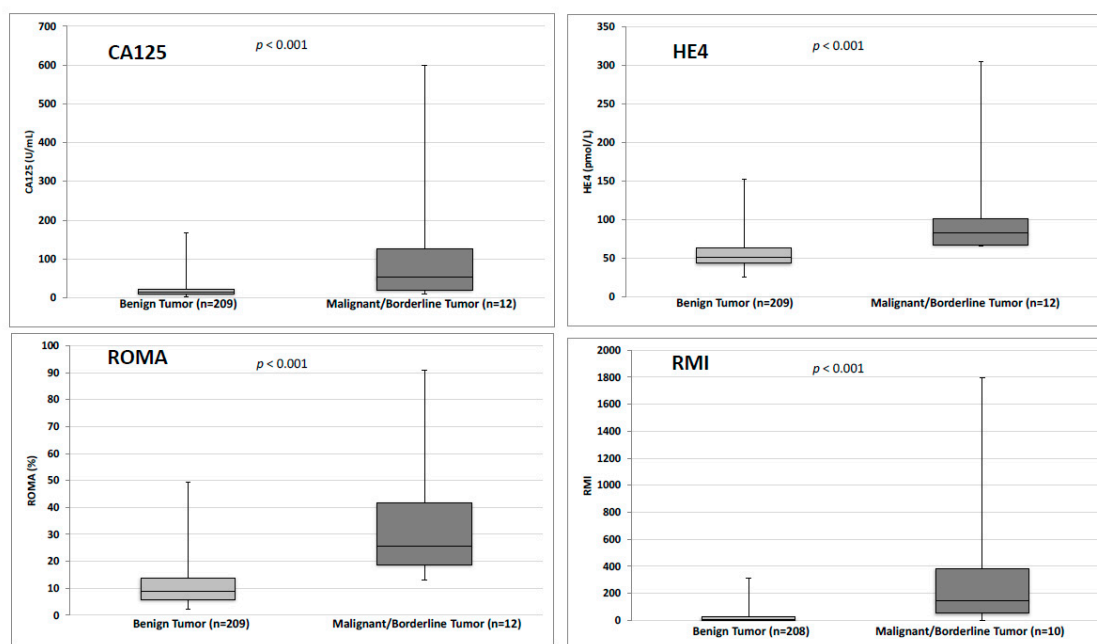 CA125
p < 0.001
CA125 (U/mL)
700
600
500
400
300
200
100
0
Benign Tumor (n=209)
Malignant/Borderline Tumor (n=12)
HE4
p < 0.001
HE4 (pmol/L)
350
300
250
200
150
100
50
0
Benign Tumor (n=209)
Malignant/Borderline Tumor (n=12)
ROMA
p < 0.001
ROMA (%)
100
90
80
70
60
50
40
30
20
10
0
Benign Tumor (n=209)
Malignant/Borderline Tumor (n=12)
RMI
p < 0.001
RMI
2000
1800
1600
1400
1200
1000
800
600
400
200
0
Benign Tumor (n=208)
Malignant/Borderline Tumor (n=10)